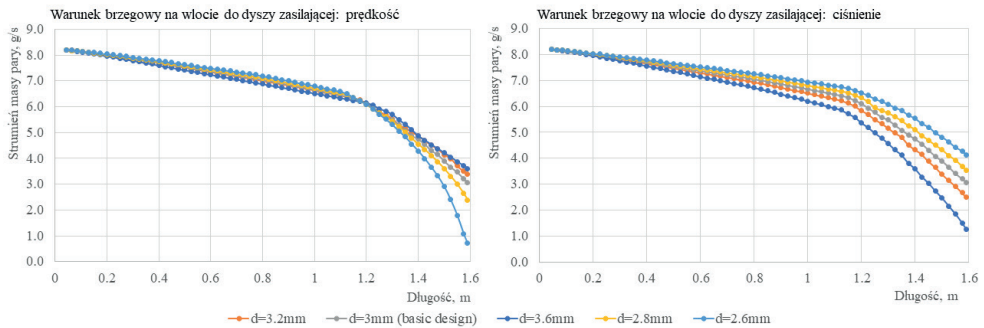 Warunek brzegowy na wlocie do dyszy zasilającej: prędkość
Strumień masy pary, g/s
9.0
8.0
7.0
6.0
5.0
4.0
3.0
2.0
1.0
0.0
0 0.2 0.4 0.6 0.8 1 1.2 1.4 1.6
Długość, m
Warunek brzegowy na wlocie do dyszy zasilającej: ciśnienie
Strumień masy pary, g/s
9.0
8.0
7.0
6.0
5.0
4.0
3.0
2.0
1.0
0.0
0 0.2 0.4 0.6 0.8 1 1.2 1.4 1.6
Długość, m
d=3.2mm d=3mm (basic design) d=3.6mm d=2.8mm d=2.6mm